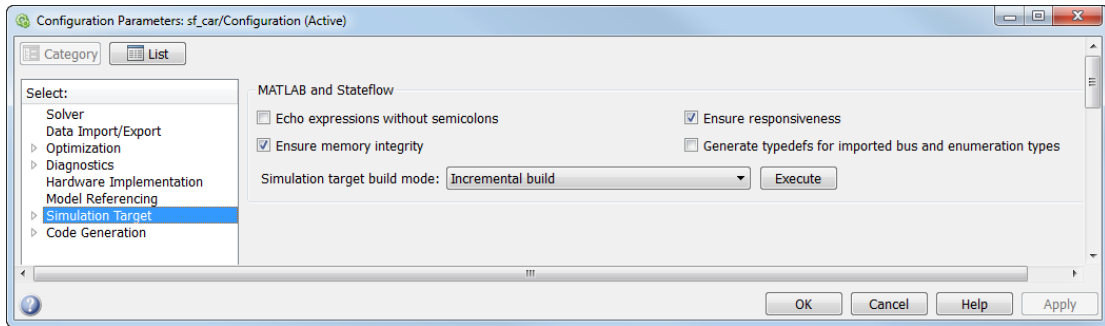 Configuration Parameters: sf_car/Configuration (Active)
Category List
Select:
Solver
Data Import/Export
Optimization
Diagnostics
Hardware Implementation
Model Referencing
Simulation Target
Code Generation
MATLAB and Stateflow
Echo expressions without semicolons
Ensure responsiveness
Ensure memory integrity
Generate typedefs for imported bus and enumeration types
Simulation target build mode: Incremental build Execute
OK Cancel Help Apply